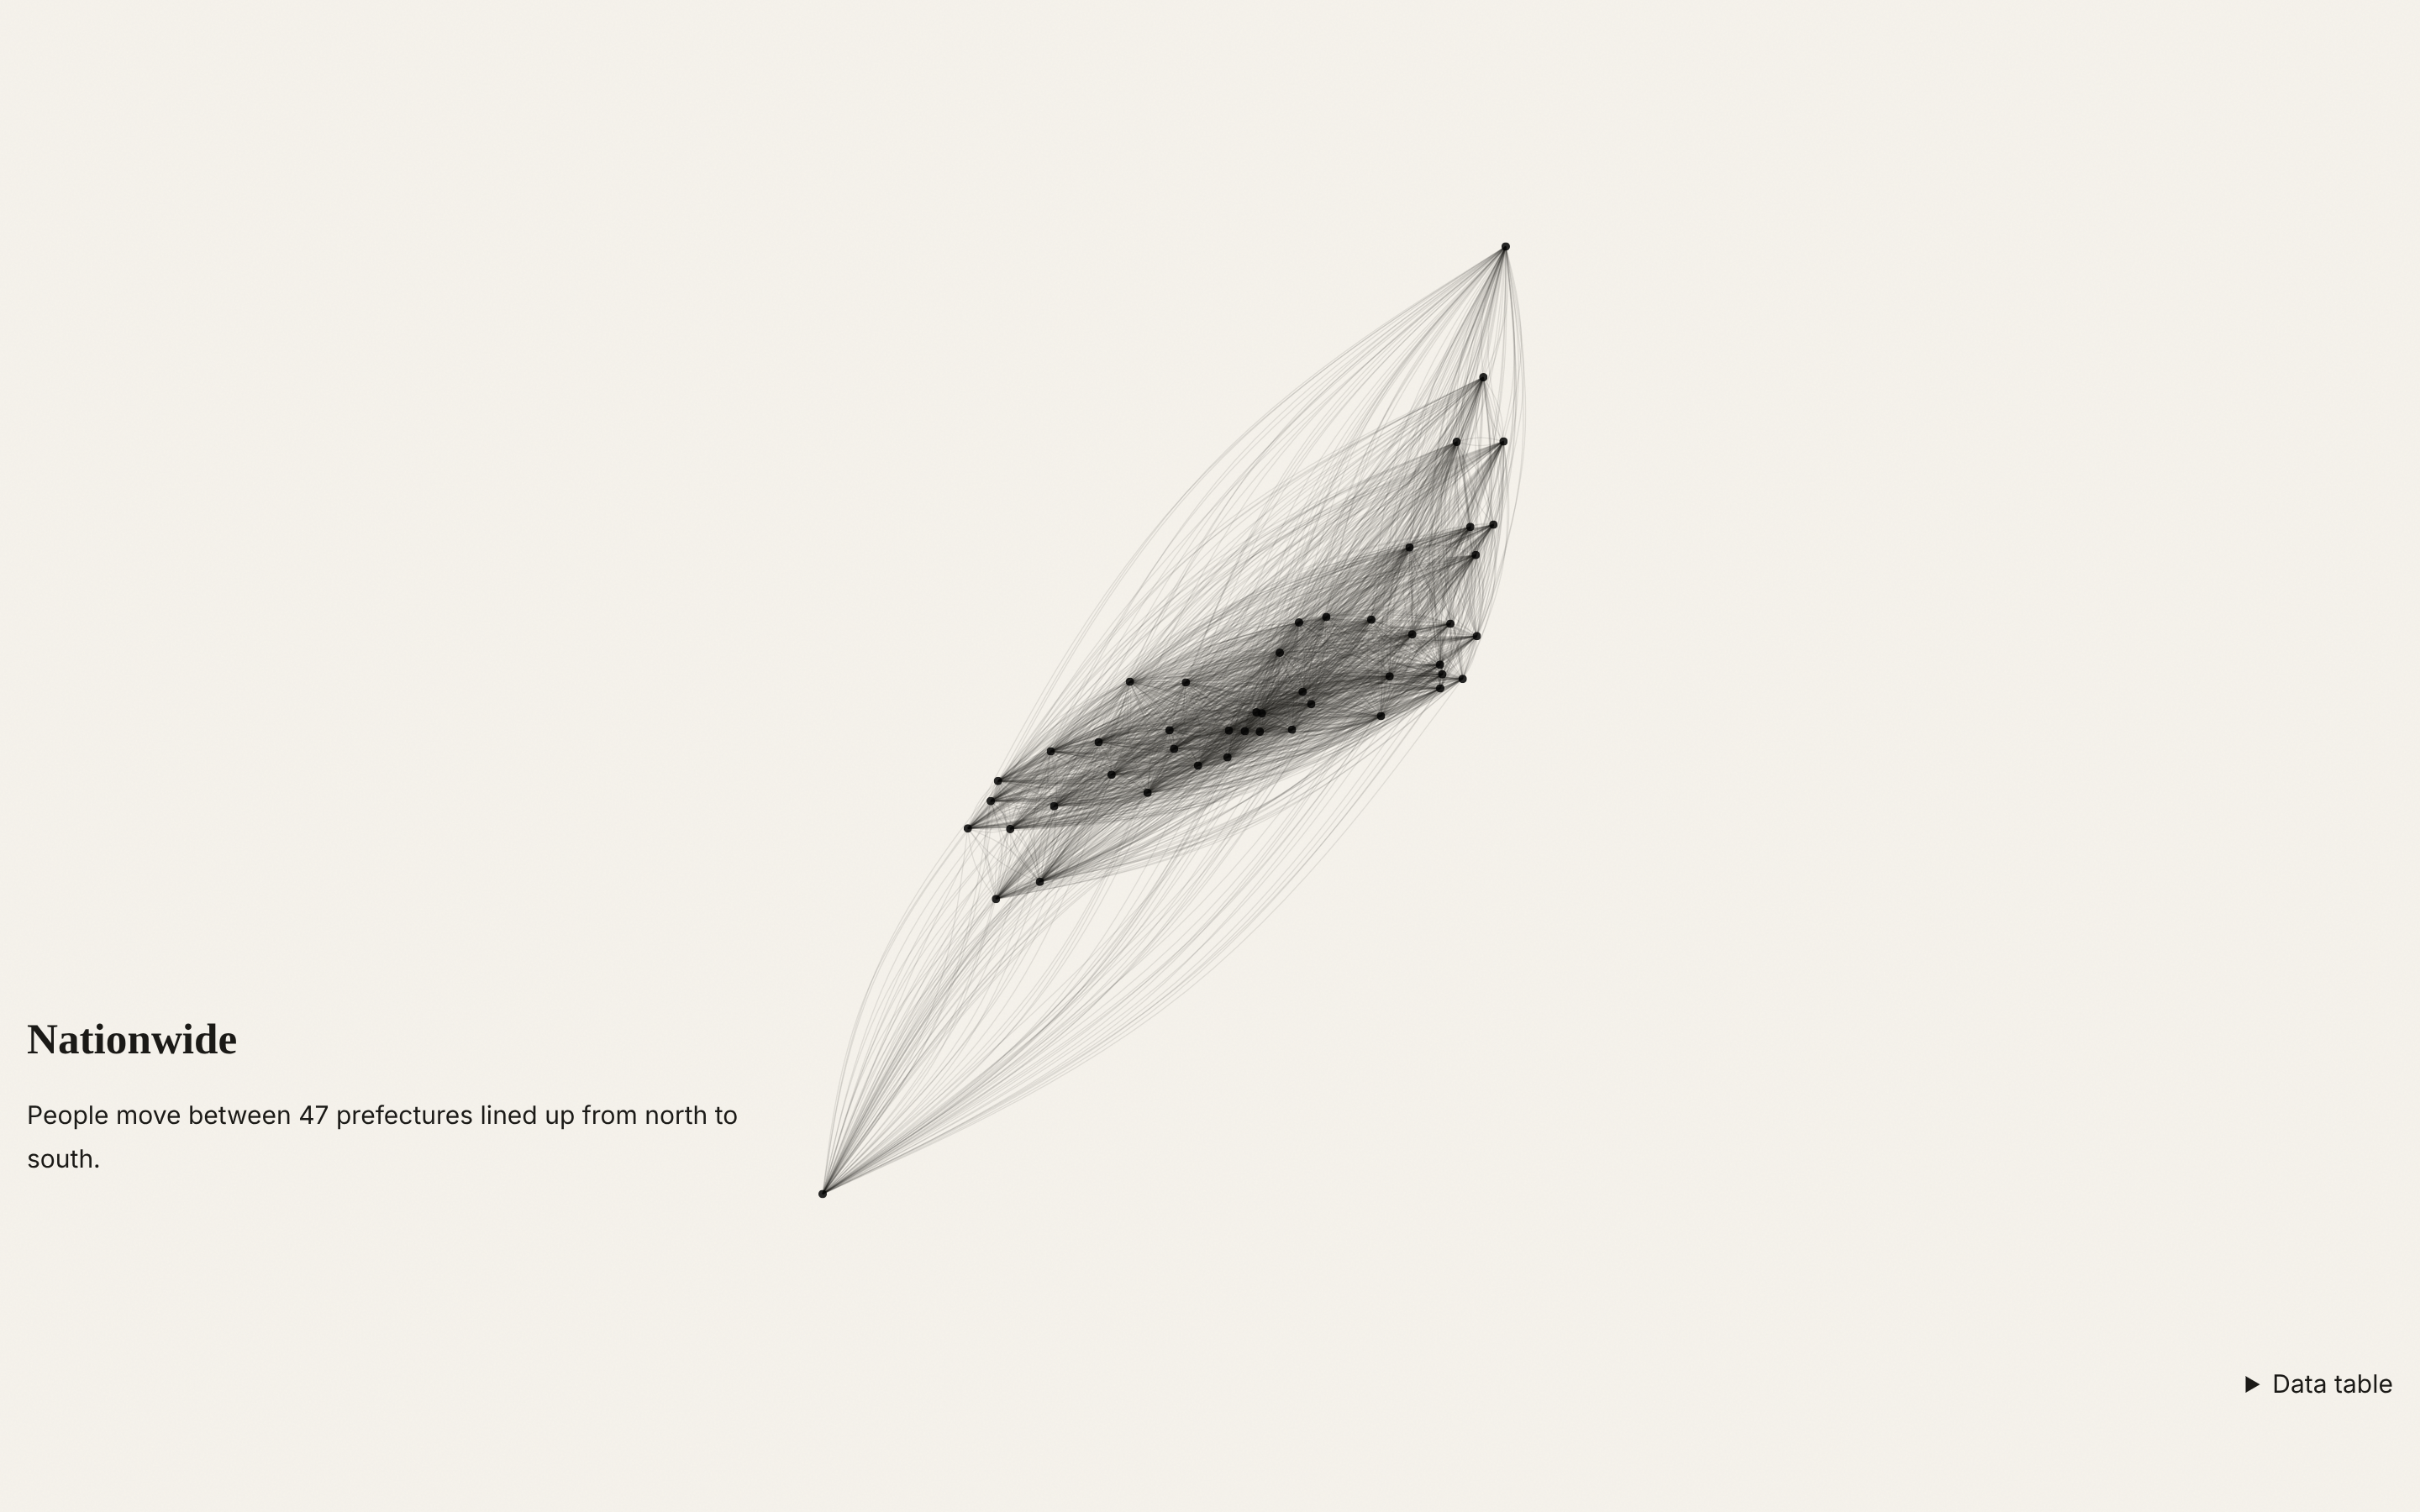 Nationwide
People move between 47 prefectures lined up from north to
south.
Data table